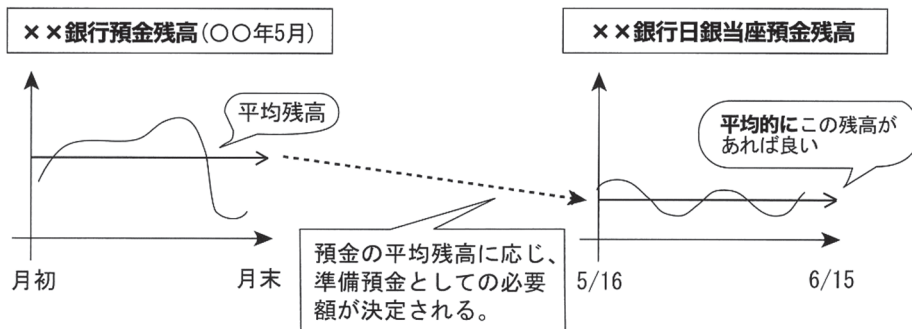 ××銀行預金残高(○○年5月)
××銀行日銀当座預金残高
平均残高
平均的にこの残高が
あれば良い
預金の平均残高に応じ、
準備預金としての必要
額が決定される。
月初
月末
5/16
6/15